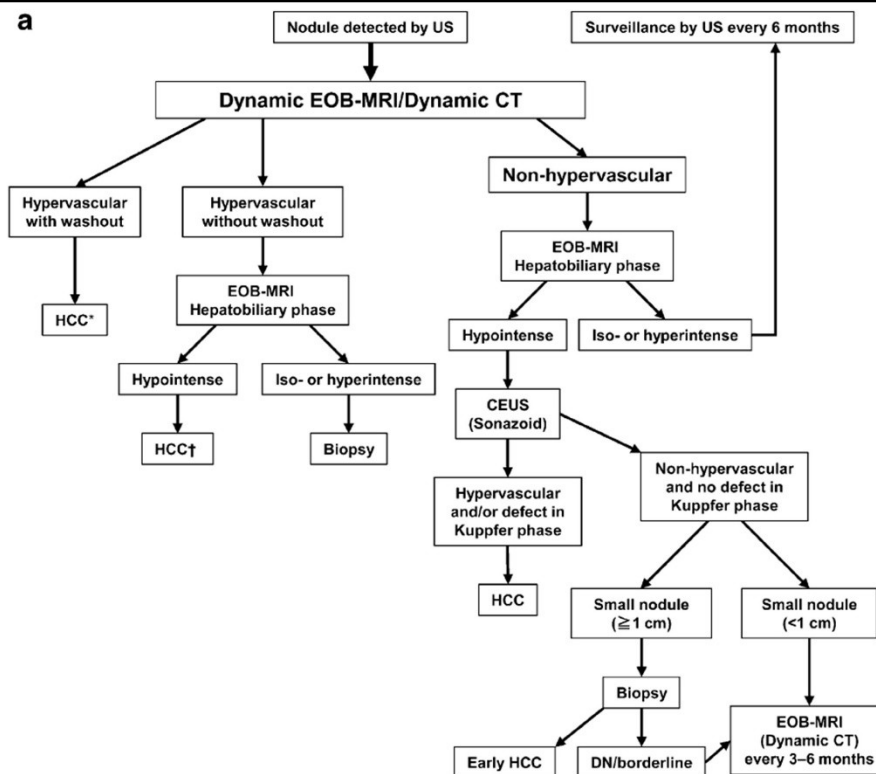 a
Nodule detected by US
Surveillance by US every 6 months
Dynamic EOB-MRI/Dynamic CT
Hypervascular
with washout
Hypervascular
without washout
Non-hypervascular
EOB-MRI
Hepatobiliary phase
EOB-MRI
Hepatobiliary phase
HCC*
Hypointense
Iso- or hyperintense
Hypointense
Iso- or hyperintense
HCC†
Biopsy
CEUS
(Sonazoid)
Hypervascular
and/or defect in
Kuppfer phase
Non-hypervascular
and no defect in
Kuppfer phase
HCC
Small nodule
(≧1 cm)
Small nodule
(<1 cm)
Biopsy
Early HCC
DN/borderline
EOB-MRI
(Dynamic CT)
every 3–6 months